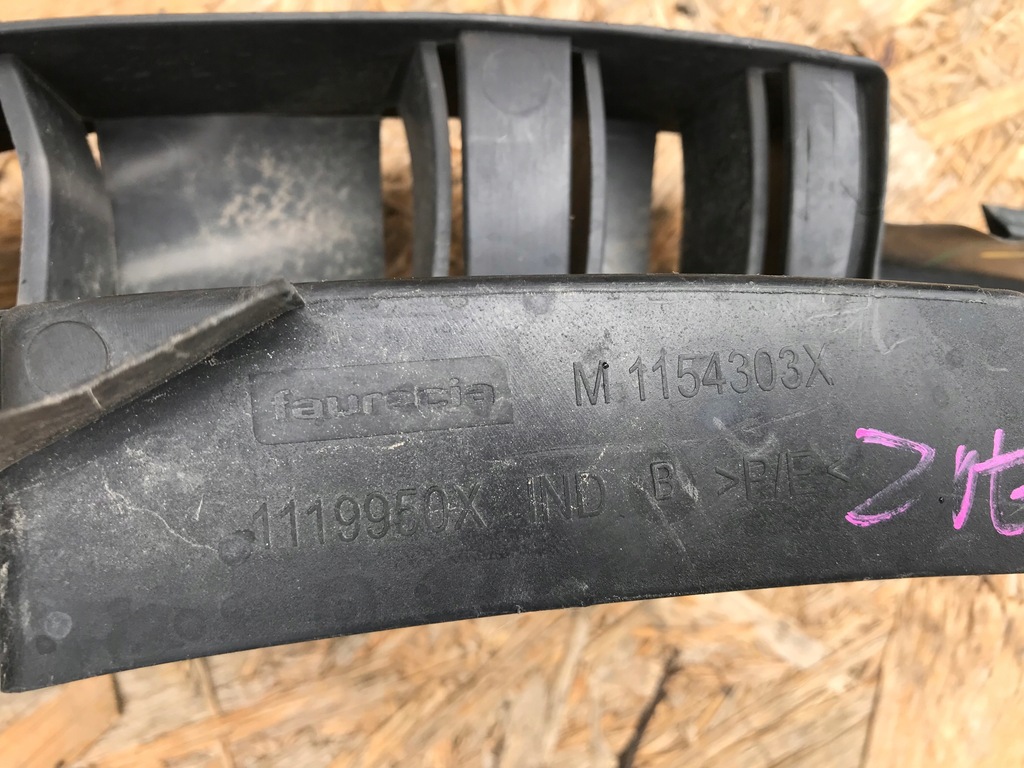 faurecia
M 1154303X
1119950X IND B >P/E<